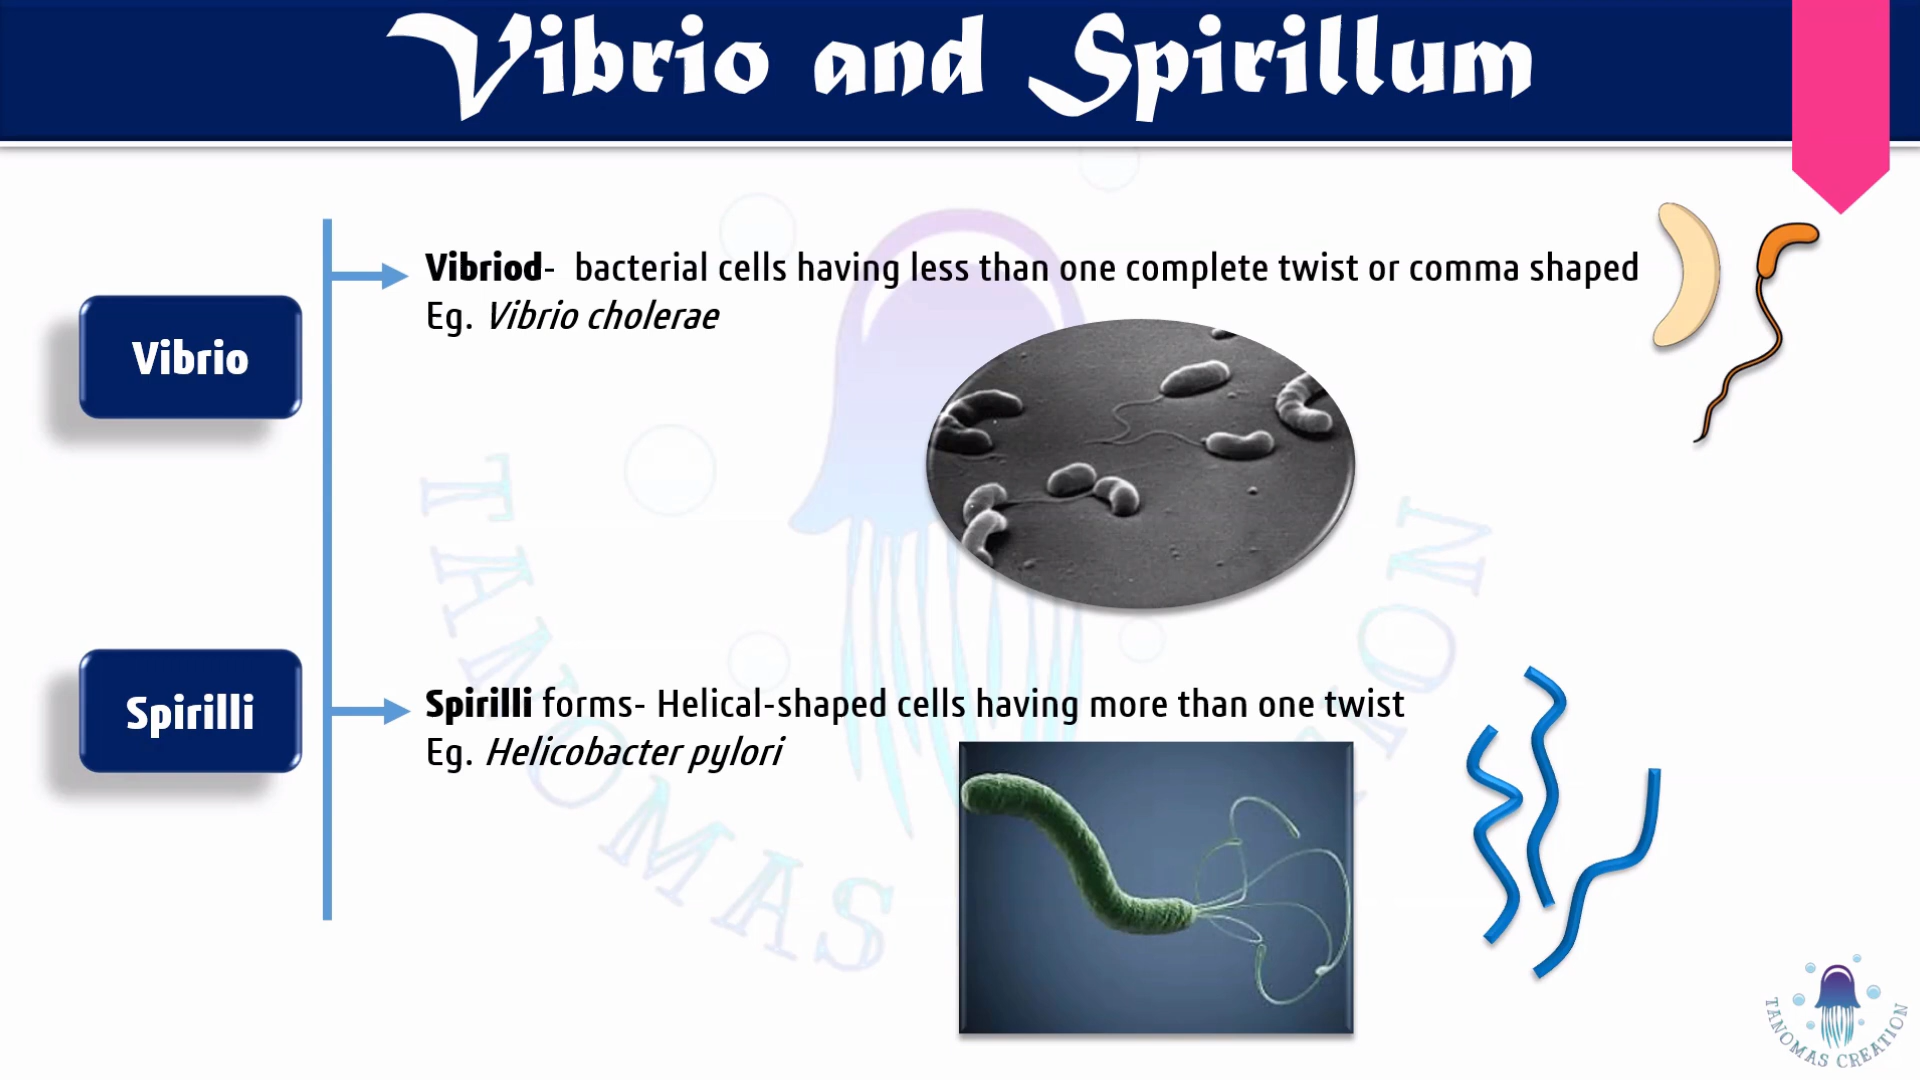 Vibrio and Spirillum
Vibrio
Vibriod-  bacterial cells having less than one complete twist or comma shaped
Eg. Vibrio cholerae
Spirilli
Spirilli forms- Helical-shaped cells having more than one twist
Eg. Helicobacter pylori
TANOMAS CREATION